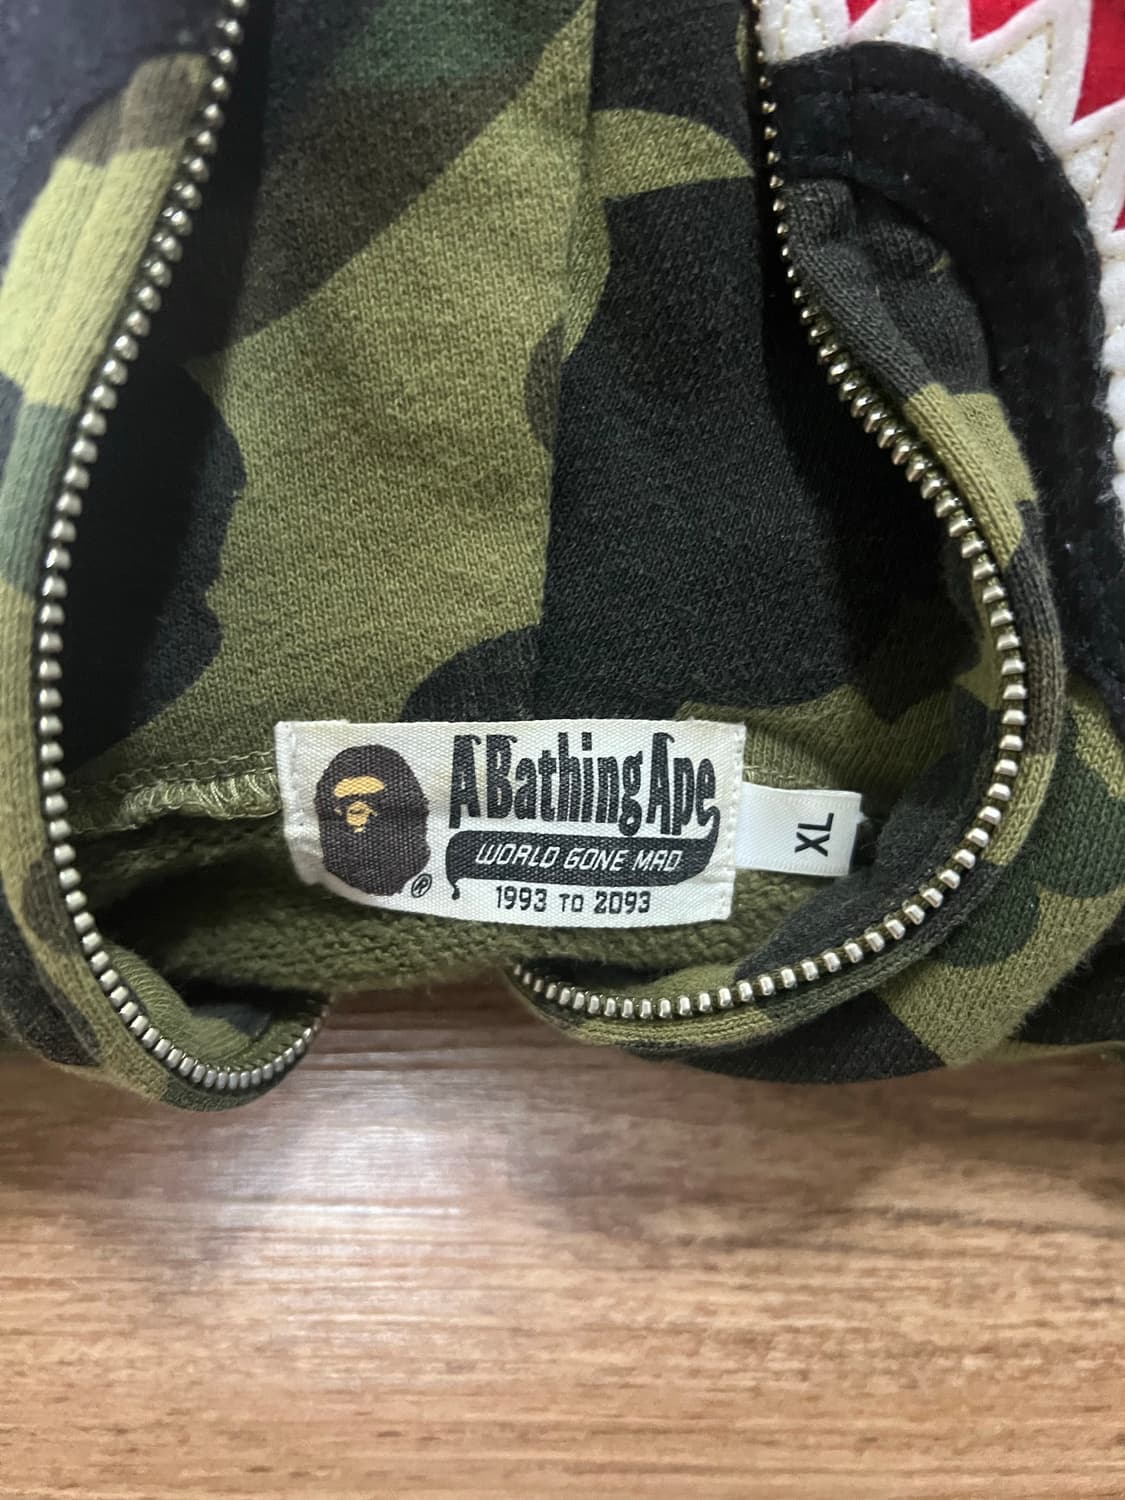 A Bathing Ape
WORLD GONE MAD
®
1993 TO 2093
XL